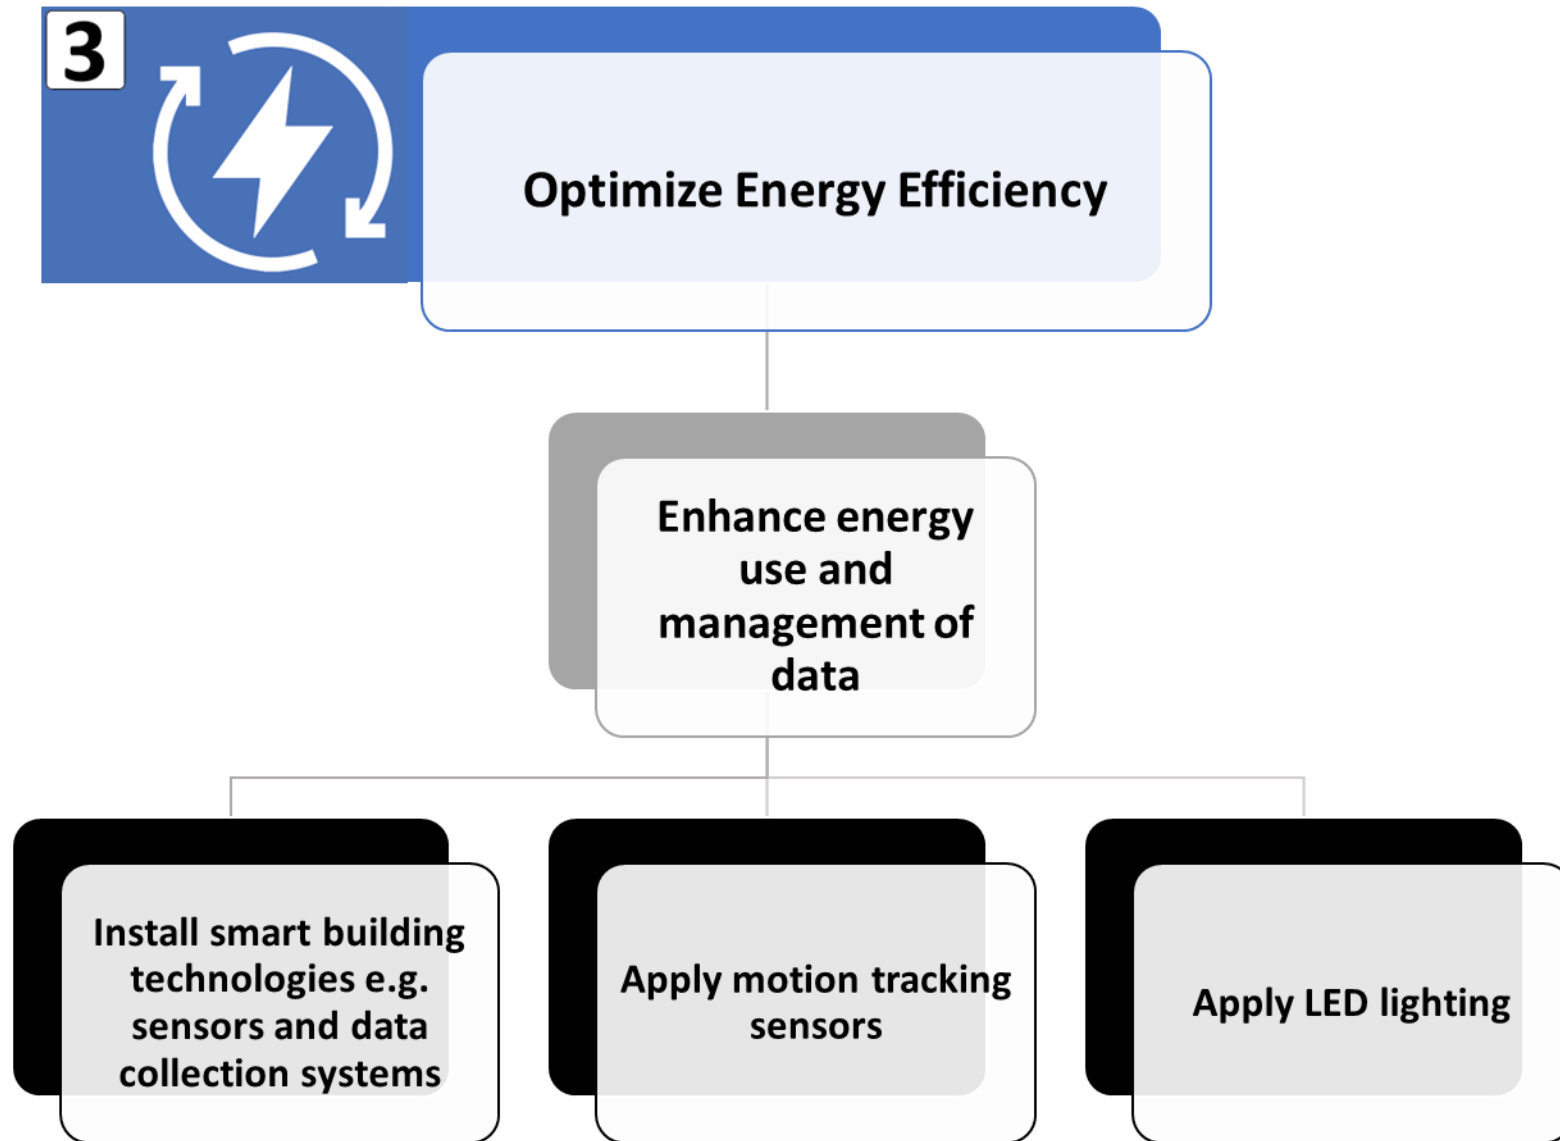 3
Optimize Energy Efficiency
Enhance energy
use and
management of
data
Install smart building
technologies e.g.
sensors and data
collection systems
Apply motion tracking
sensors
Apply LED lighting